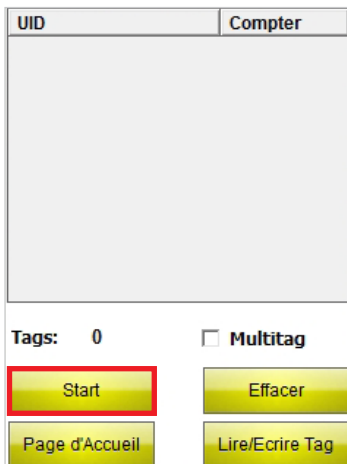 UID Compter
Tags: 0 Multitag
Start Effacer
Page d'Accueil Lire/Ecrire Tag